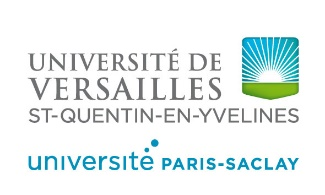 UNIVERSITÉ DE
VERSAILLES
ST-QUENTIN-EN-YVELINES
université PARIS-SACLAY